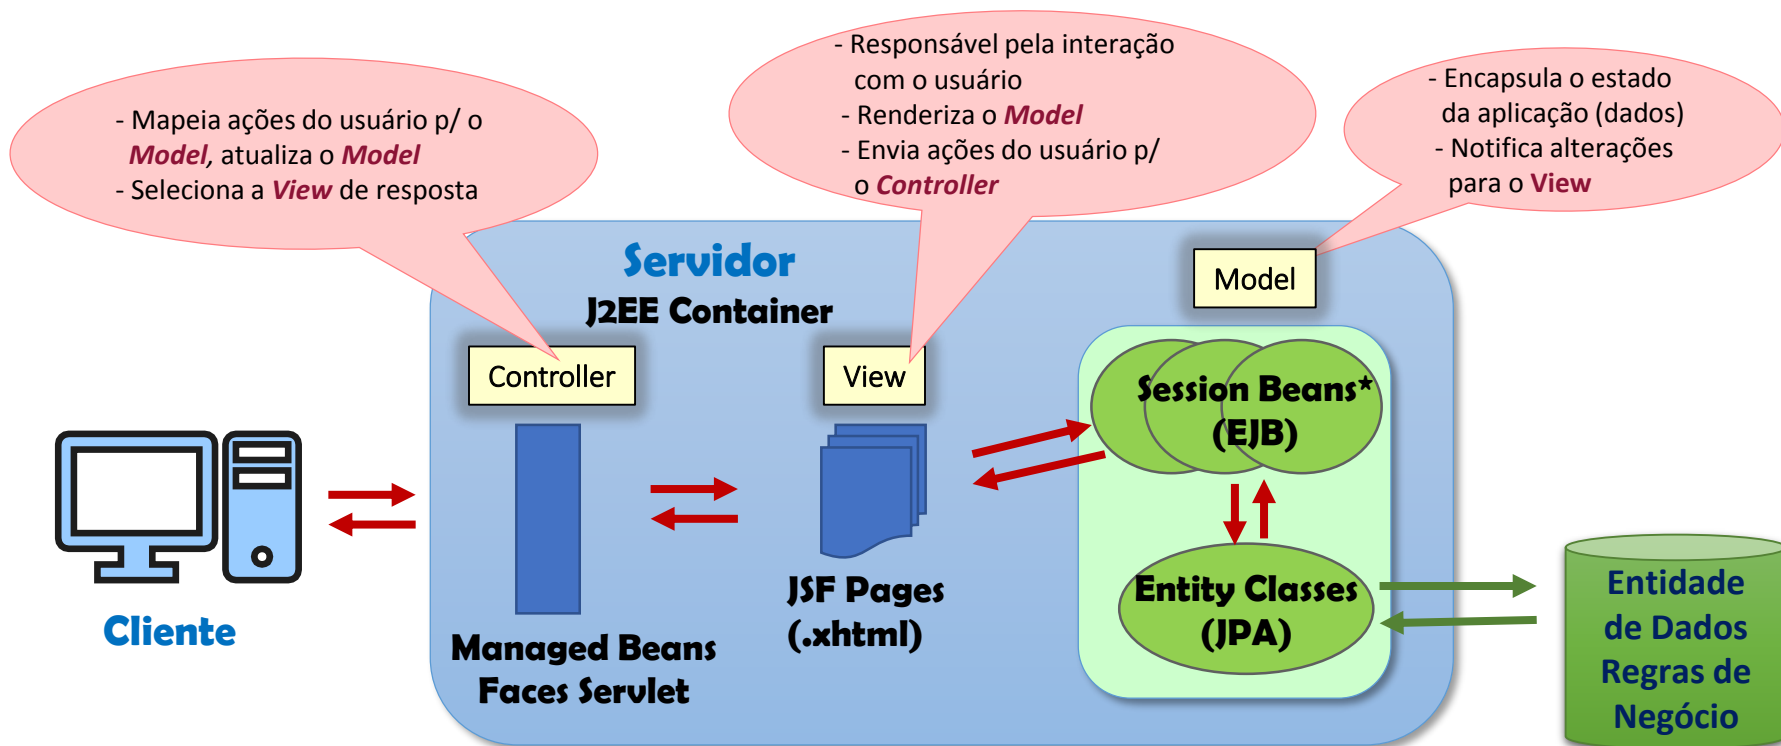 - Mapeia ações do usuário p/ o
Model, atualiza o Model
- Seleciona a View de resposta
- Responsável pela interação
com o usuário
- Renderiza o Model
- Envia ações do usuário p/
o Controller
- Encapsula o estado
da aplicação (dados)
- Notifica alterações
para o View
Servidor
J2EE Container
Controller
View
Model
Session Beans*
(EJB)
Entity Classes
(JPA)
JSF Pages
(.xhtml)
Managed Beans
Faces Servlet
Cliente
Entidade
de Dados
Regras de
Negócio